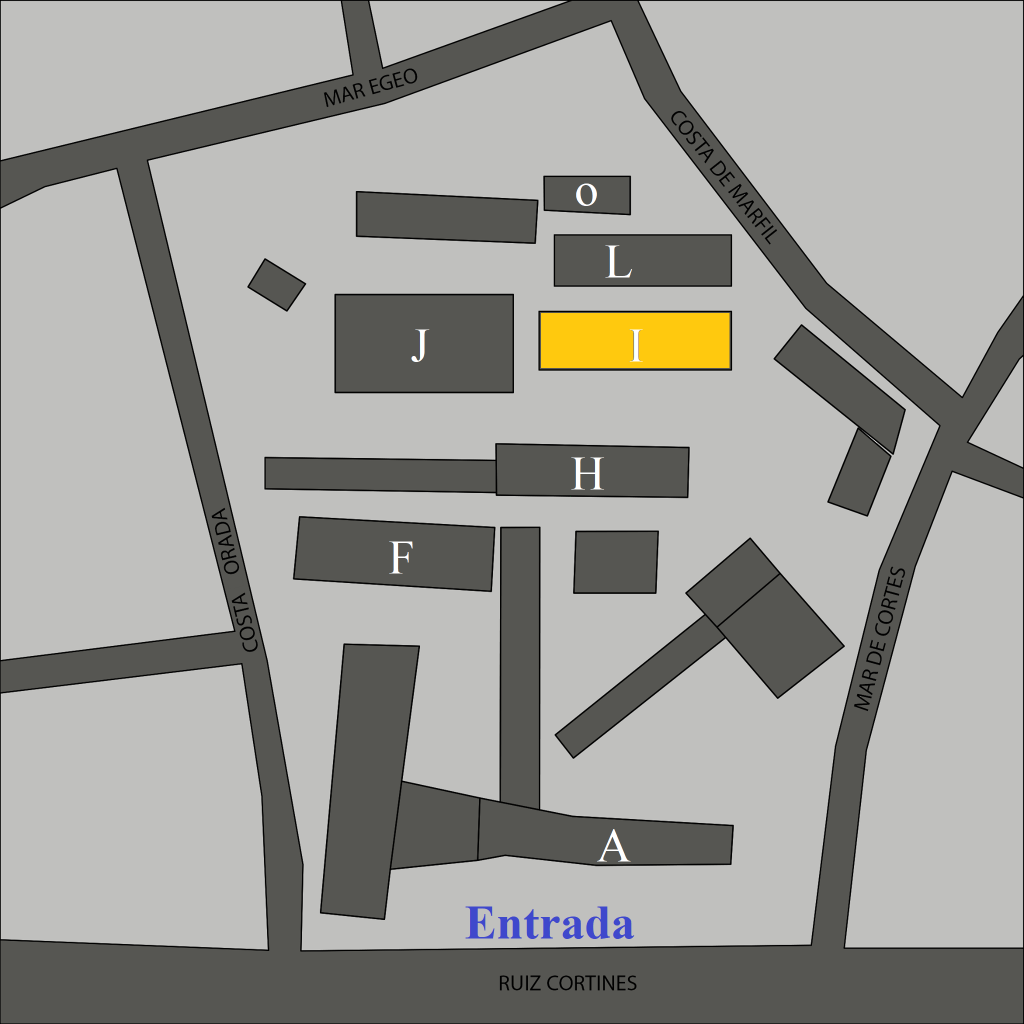 MAR EGEO
COSTA DE MARFIL
O
L
J
I
H
F
COSTA ORADA
MAR DE CORTES
A
Entrada
RUIZ CORTINES